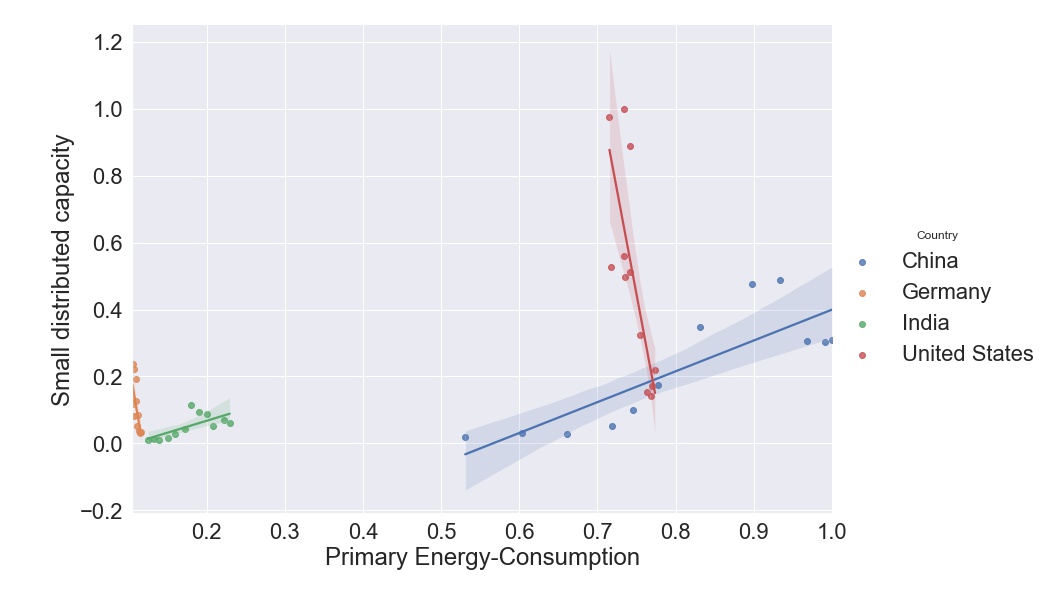 1.2
1.0
0.8
0.6
0.4
0.2
0.0
−0.2
Small distributed capacity
0.2 0.3 0.4 0.5 0.6 0.7 0.8 0.9 1.0
Primary Energy-Consumption
Country
China
Germany
India
United States